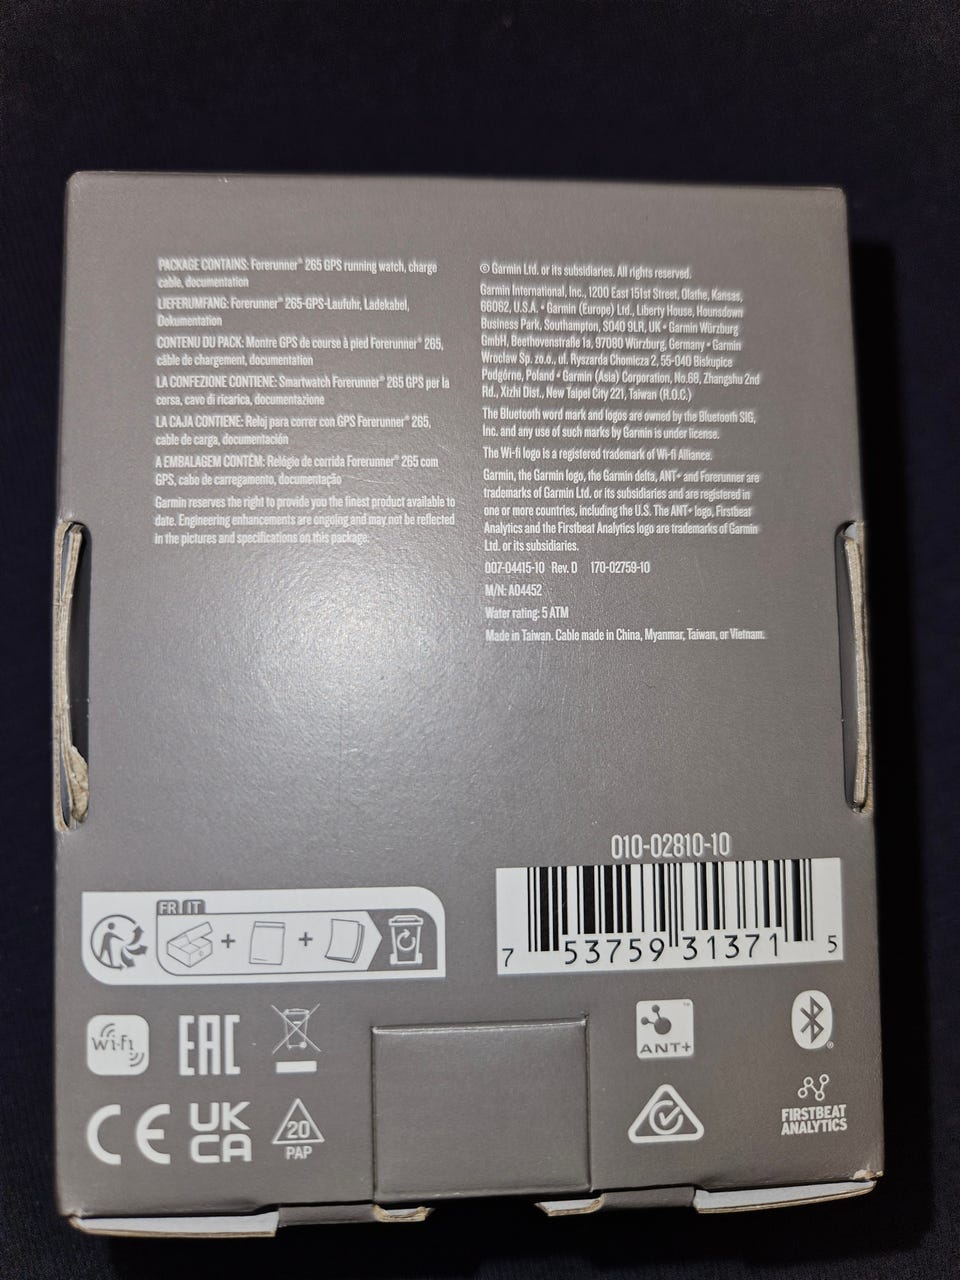 PACKAGE CONTAINS: Forerunner® 265 GPS running watch, charge
cable, documentation
LIEFERUMFANG: Forerunner® 265-GPS-Laufuhr, Ladekabel,
Dokumentation
CONTENU DU PACK: Montre GPS de course à pied Forerunner® 265,
câble de chargement, documentation
LA CONFEZIONE CONTIENE: Smartwatch Forerunner® 265 GPS per la
corsa, cavo di ricarica, documentazione
LA CAJA CONTIENE: Reloj para correr con GPS Forerunner® 265,
cable de carga, documentación
A EMBALAGEM CONTÉM: Relógio de corrida Forerunner® 265 com
GPS, cabo de carregamento, documentação
Garmin reserves the right to provide you the finest product available to
date. Engineering enhancements are ongoing and may not be reflected
in the pictures and specifications on this package.
© Garmin Ltd. or its subsidiaries. All rights reserved.
Garmin International, Inc., 1200 East 151st Street, Olathe, Kansas,
66062, U.S.A. • Garmin (Europe) Ltd., Liberty House, Hounsdown
Business Park, Southampton, SO40 9LR, UK • Garmin Würzburg
GmbH, Beethovenstraße 1a, 97080 Würzburg, Germany • Garmin
Wrocław Sp. zo.o., ul. Ryszarda Chomicza 2, 55-040 Biskupice
Podgórne, Poland • Garmin (Asia) Corporation, No.68, Zhangshu 2nd
Rd., Xizhi Dist., New Taipei City 221, Taiwan (R.O.C.)
The Bluetooth word mark and logos are owned by the Bluetooth SIG,
Inc. and any use of such marks by Garmin is under license.
The Wi-fi logo is a registered trademark of Wi-fi Alliance.
Garmin, the Garmin logo, the Garmin delta, ANT+ and Forerunner are
trademarks of Garmin Ltd. or its subsidiaries and are registered in
one or more countries, including the U.S. The ANT+ logo, Firstbeat
Analytics and the Firstbeat Analytics logo are trademarks of Garmin
Ltd. or its subsidiaries.
007-04415-10 Rev. D 170-02759-10
M/N: A04452
Water rating: 5 ATM
Made in Taiwan. Cable made in China, Myanmar, Taiwan, or Vietnam.
010-02810-10
7 53759 31371 5
FR IT
Wi-Fi
EAC
ANT+™
CE
UK
CA
20
PAP
FIRSTBEAT
ANALYTICS